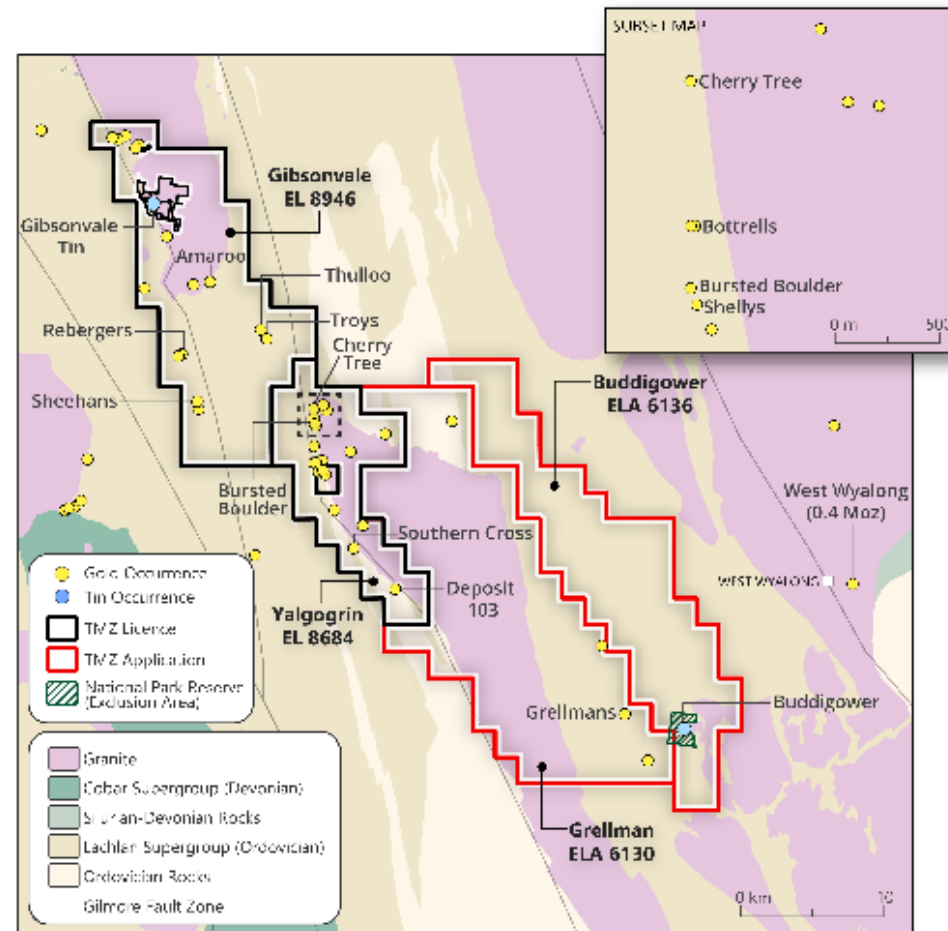 SUBSET MAP
Cherry Tree
Bottrells
Bursted Boulder
Shellys
0 m
500
Gibsonvale
EL 8946
Gibsonvale
Tin
Amaroo
Thulloo
Troys
Rebergers
Cherry
Tree
Sheehans
Buddigower
ELA 6136
Bursted
Boulder
West Wyalong
(0.4 Moz)
Southern Cross
WEST WYALONG
Deposit
103
Yalgogrin
EL 8684
Grellmans
Buddigower
Grellman
ELA 6130
0 km
10
Gold Occurrence
Tin Occurrence
TMZ Licence
TMZ Application
National Park Reserve
(Exclusion Area)
Granite
Cobar Supergroup (Devonian)
Silurian-Devonian Rocks
Lachlan Supergroup (Ordovician)
Ordovician Rocks
Gilmore Fault Zone